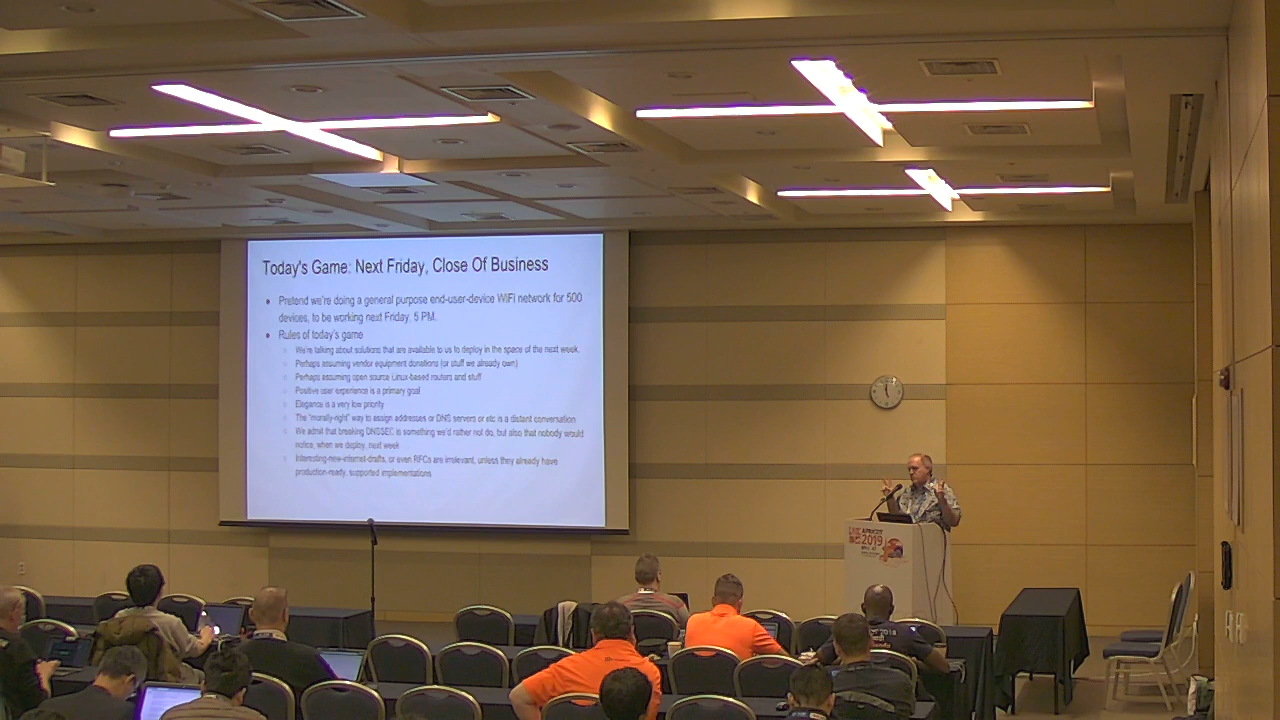 Today's Game: Next Friday, Close Of Business
Pretend we're doing a general purpose end-user-device WiFi network for 500
devices, to be working next Friday, 5 PM.
Rules of today's game
We're talking about solutions that are available to us to deploy in the space of the next week.
Perhaps assuming vendor equipment donations (or stuff we already own)
Perhaps assuming open source Linux-based routers and stuff
Positive user experience is a primary goal
Elegance is a very low priority
The "morally-right" way to assign addresses or DNS servers or etc is a distant conversation
We admit that breaking DNSSEC is something we'd rather not do, but also that nobody would
notice, when we deploy, next week
Interesting-new-internet-drafts, or even RFCs are irrelevant, unless they already have
production-ready, supported implementations
APRICOT
2019